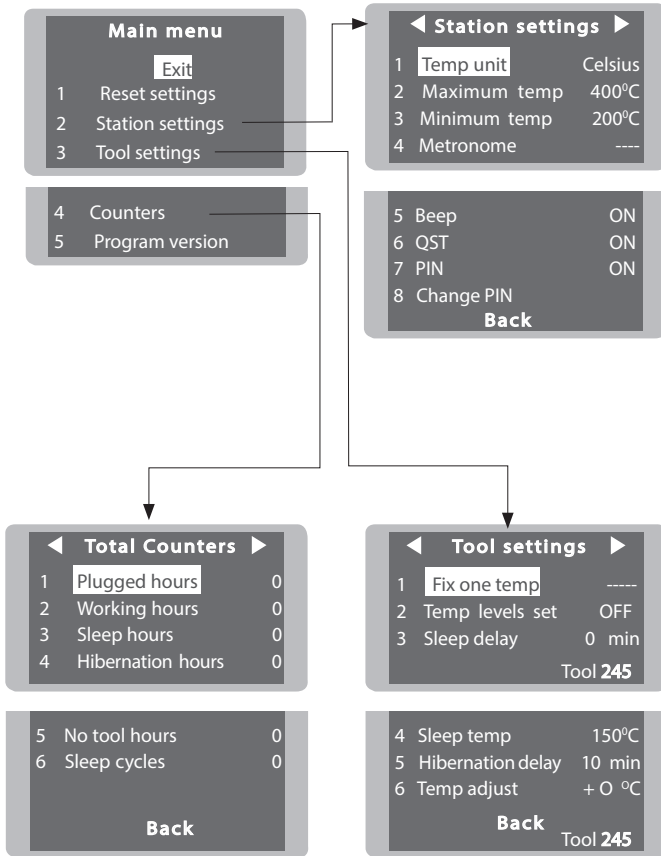 Main menu
Exit
1 Reset settings
2 Station settings
3 Tool settings
4 Counters
5 Program version
Station settings
1 Temp unit Celsius
2 Maximum temp 400⁰C
3 Minimum temp 200⁰C
4 Metronome ----
5 Beep ON
6 QST ON
7 PIN ON
8 Change PIN
Back
Total Counters
1 Plugged hours 0
2 Working hours 0
3 Sleep hours 0
4 Hibernation hours 0
5 No tool hours 0
6 Sleep cycles 0
Back
Tool settings
1 Fix one temp -----
2 Temp levels set OFF
3 Sleep delay 0 min
Tool 245
4 Sleep temp 150⁰C
5 Hibernation delay 10 min
6 Temp adjust + O ᴼC
Back
Tool 245